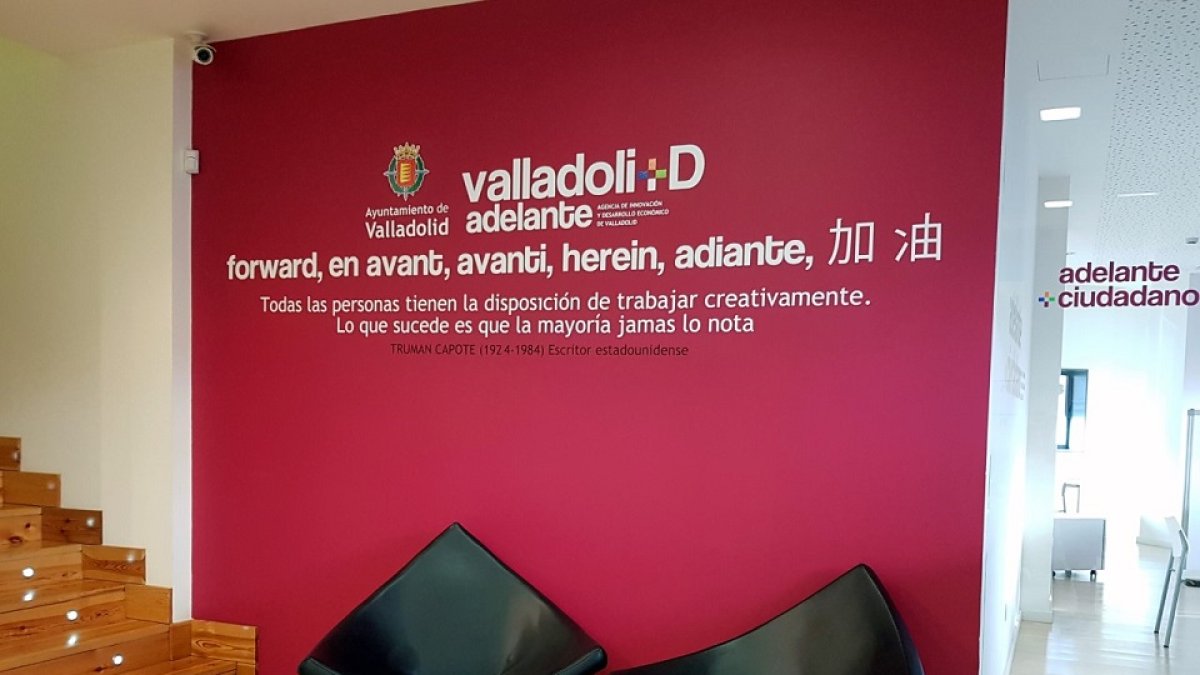 Ayuntamiento de
Valladolid
valladoli+D
adelante
AGENCIA DE INNOVACIÓN
Y DESARROLLO ECONÓMICO
DE VALLADOLID
forward, en avant, avanti, herein, adiante, 加油
Todas las personas tienen la disposición de trabajar creativamente.
Lo que sucede es que la mayoría jamas lo nota
TRUMAN CAPOTE (1924-1984) Escritor estadounidense
adelante
ciudadano